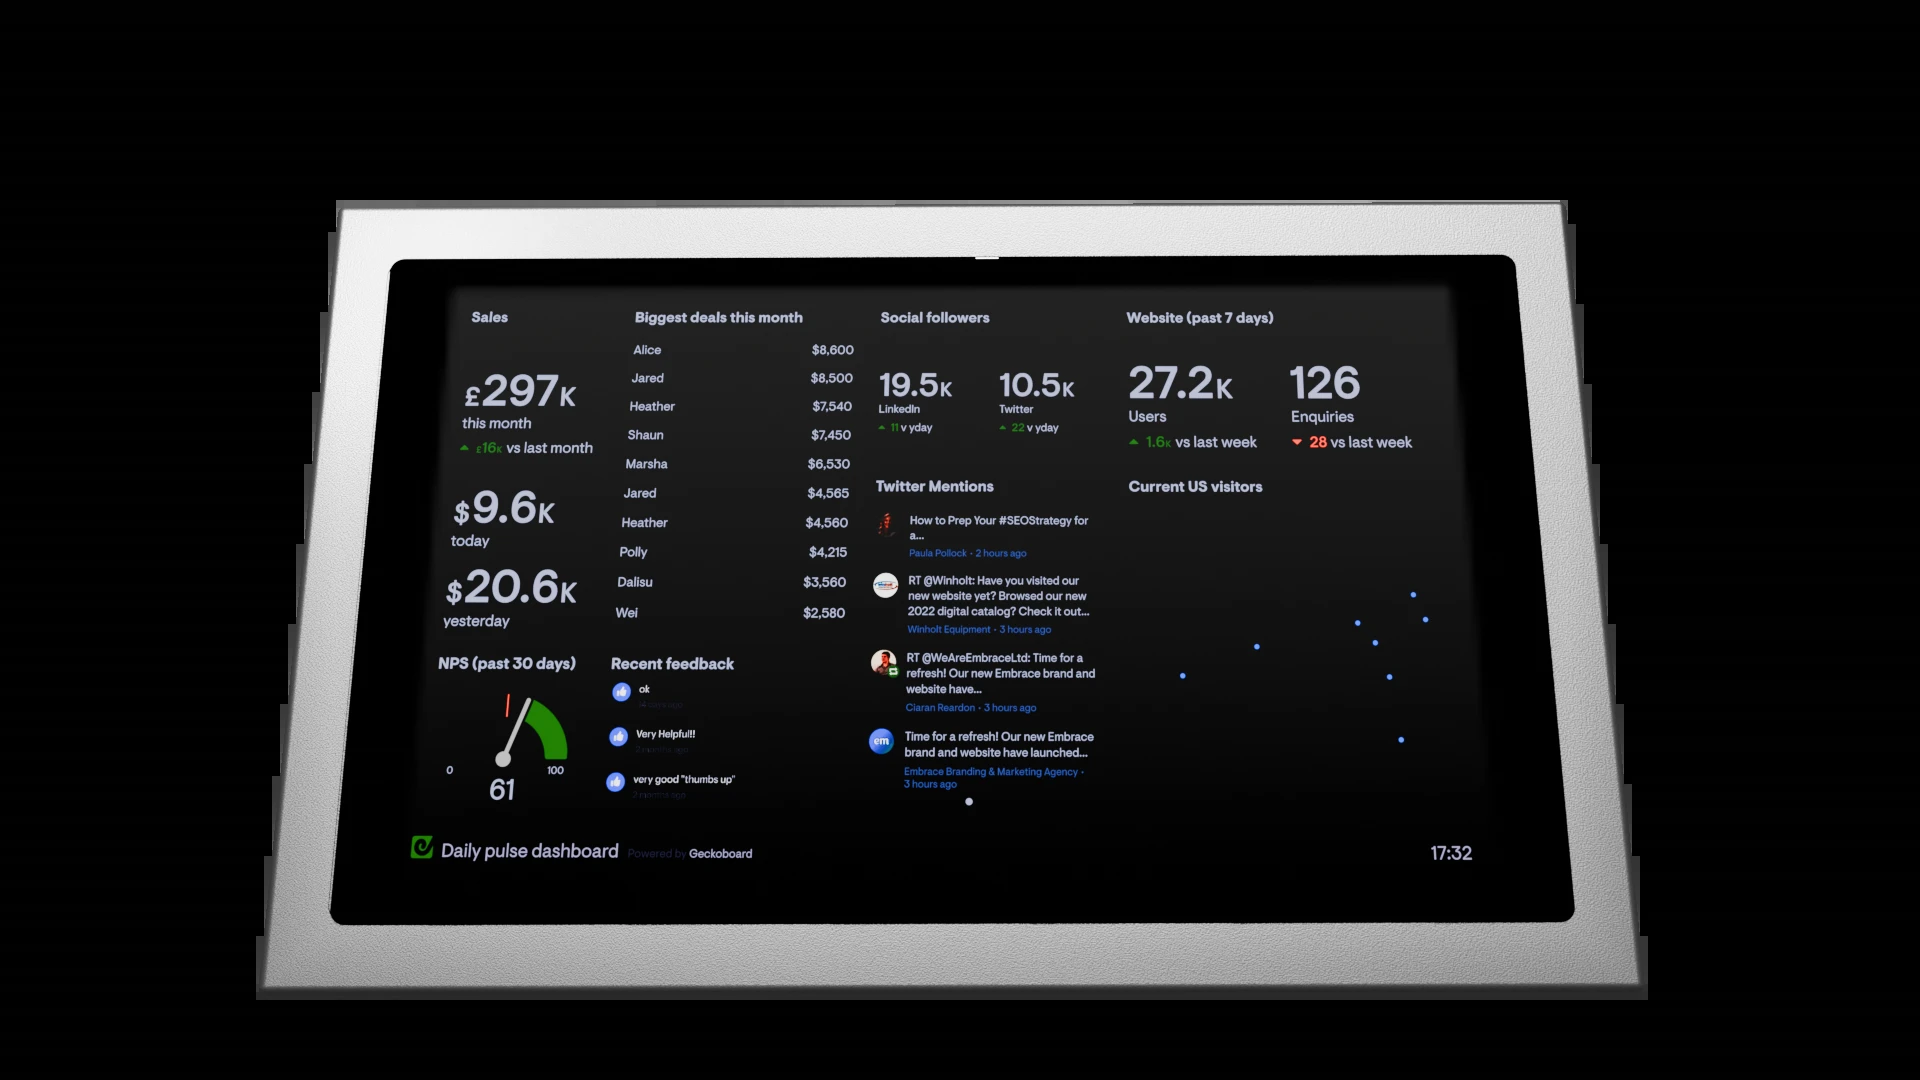 Sales
£297K
this month
£16K vs last month
$9.6K
today
$20.6K
yesterday
Biggest deals this month
Alice $8,600
Jared $8,500
Heather $7,540
Shaun $7,450
Marsha $6,530
Jared $4,565
Heather $4,560
Polly $4,215
Dalisu $3,560
Wei $2,580
Social followers
19.5K
LinkedIn
11 v yday
10.5K
Twitter
22 v yday
Website (past 7 days)
27.2K
Users
1.6K vs last week
126
Enquiries
28 vs last week
Twitter Mentions
How to Prep Your #SEOStrategy for
a...
Paula Pollock · 2 hours ago
RT @Winholt: Have you visited our
new website yet? Browsed our new
2022 digital catalog? Check it out...
Winholt Equipment · 3 hours ago
RT @WeAreEmbraceLtd: Time for a
refresh! Our new Embrace brand and
website have...
Ciaran Reardon · 3 hours ago
em
Time for a refresh! Our new Embrace
brand and website have launched...
Embrace Branding & Marketing Agency ·
3 hours ago
Current US visitors
NPS (past 30 days)
0
100
61
Recent feedback
ok
Very Helpful!!
2 months ago
very good "thumbs up"
2 months ago
Daily pulse dashboard
Powered by Geckoboard
17:32